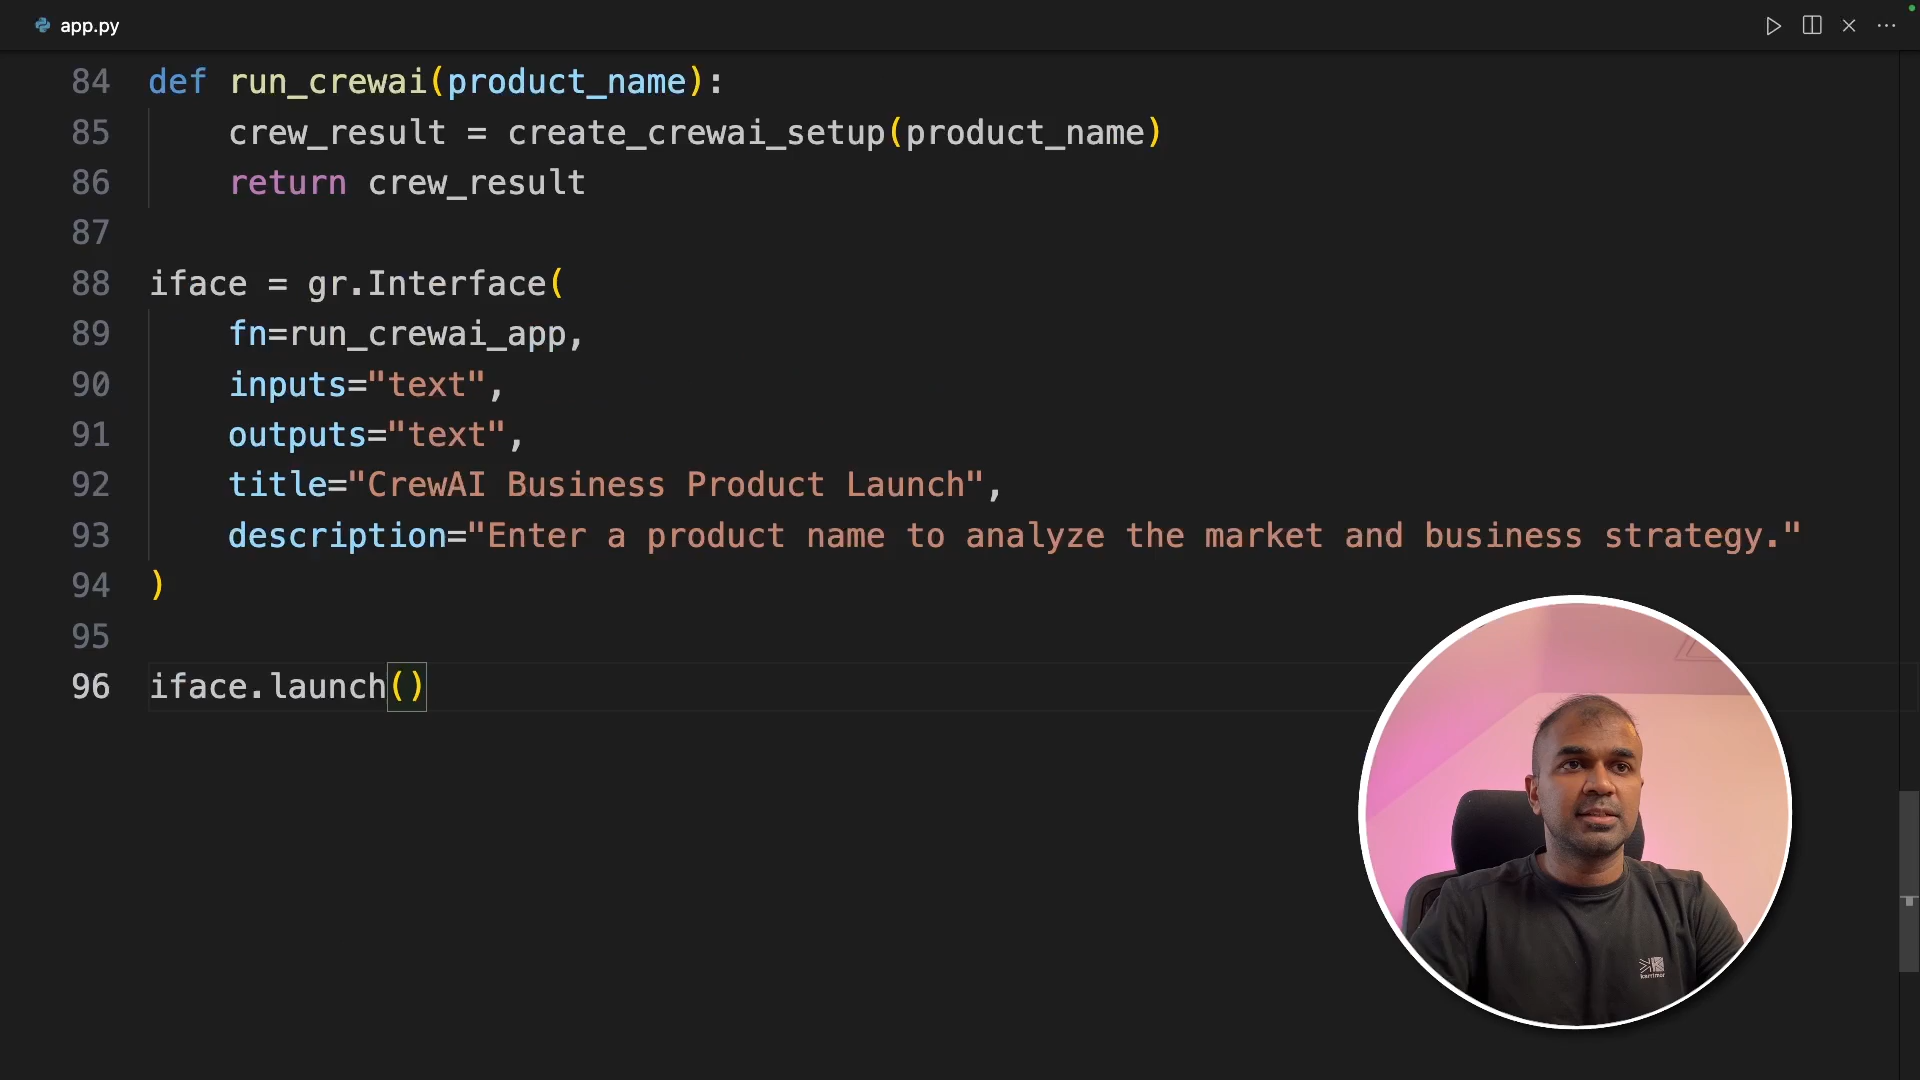 app.py
84 def run_crewai(product_name):
85 crew_result = create_crewai_setup(product_name)
86 return crew_result
87
88 iface = gr.Interface(
89 fn=run_crewai_app,
90 inputs="text",
91 outputs="text",
92 title="CrewAI Business Product Launch",
93 description="Enter a product name to analyze the market and business strategy."
94 )
95
96 iface.launch()
karrimor